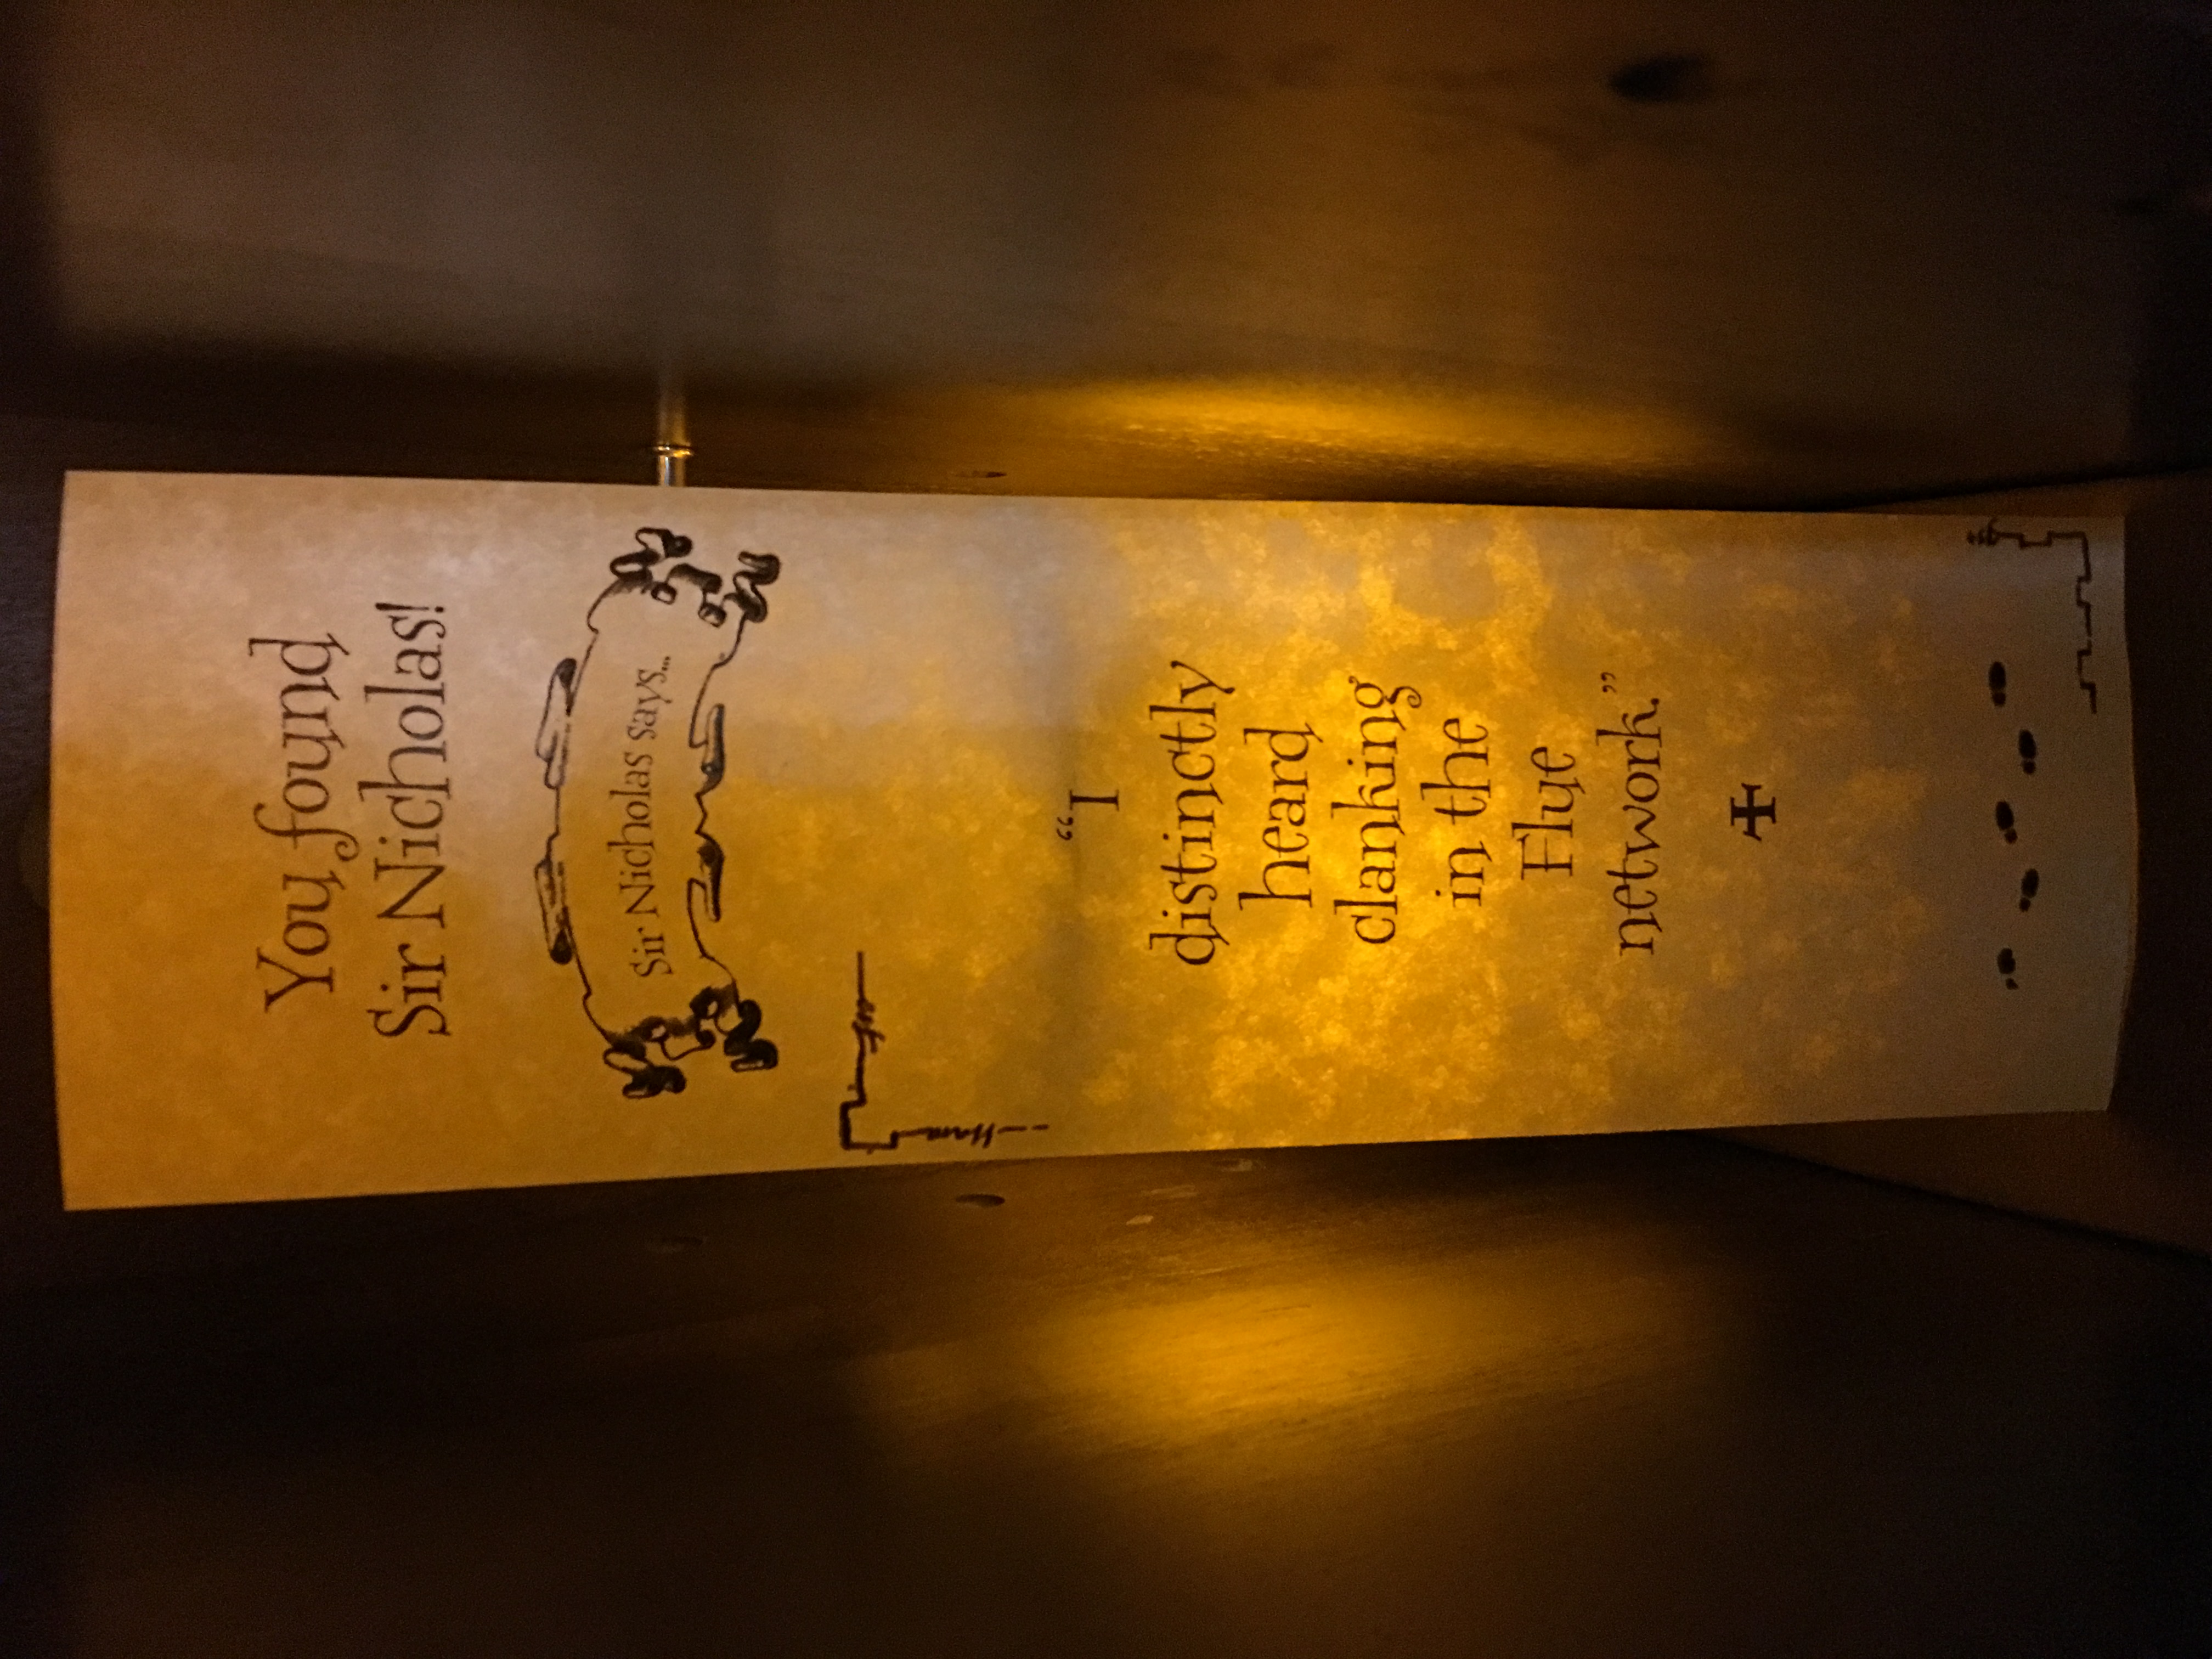 You found
Sir Nicholas!
Sir Nicholas says...
“I
distinctly
heard
clanking
in the
Flue
network.”